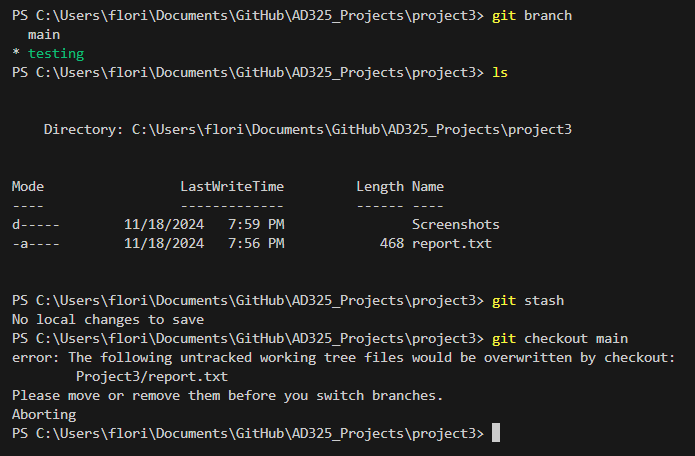 PS C:\Users\flori\Documents\GitHub\AD325_Projects\project3> git branch
  main
* testing
PS C:\Users\flori\Documents\GitHub\AD325_Projects\project3> ls
    Directory: C:\Users\flori\Documents\GitHub\AD325_Projects\project3
Mode                 LastWriteTime         Length Name
----                 -------------         ------ ----
d-----        11/18/2024   7:59 PM                Screenshots
-a----        11/18/2024   7:56 PM            468 report.txt
PS C:\Users\flori\Documents\GitHub\AD325_Projects\project3> git stash
No local changes to save
PS C:\Users\flori\Documents\GitHub\AD325_Projects\project3> git checkout main
error: The following untracked working tree files would be overwritten by checkout:
        Project3/report.txt
Please move or remove them before you switch branches.
Aborting
PS C:\Users\flori\Documents\GitHub\AD325_Projects\project3>